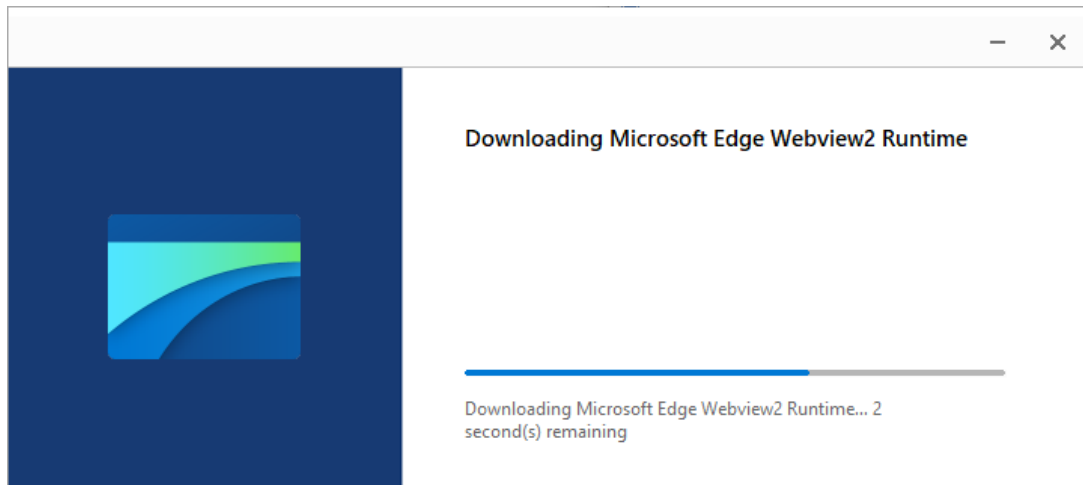 Downloading Microsoft Edge Webview2 Runtime
Downloading Microsoft Edge Webview2 Runtime... 2
second(s) remaining